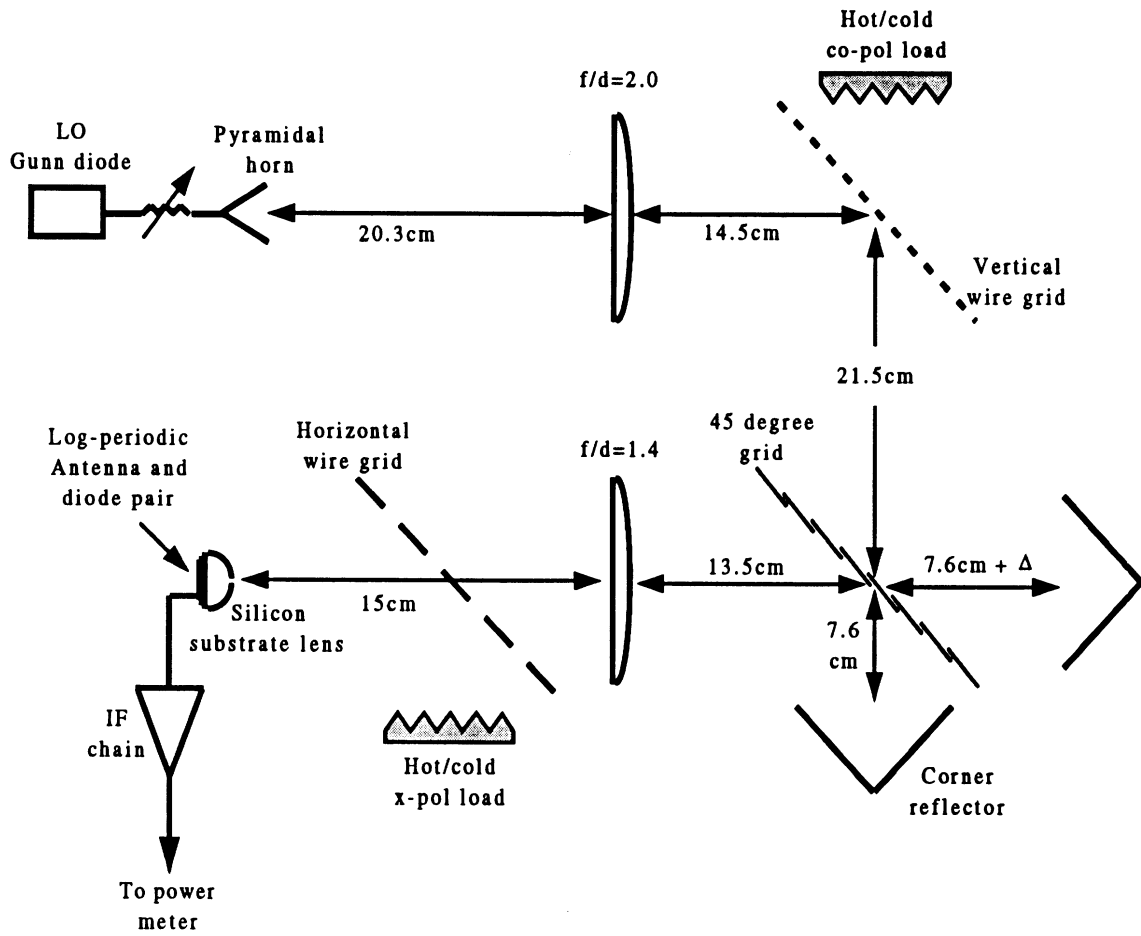 Hot/cold
co-pol load
f/d=2.0
LO
Gunn diode
Pyramidal
horn
20.3cm
14.5cm
Vertical
wire grid
21.5cm
Log-periodic
Antenna and
diode pair
Horizontal
wire grid
f/d=1.4
45 degree
grid
15cm
13.5cm
7.6cm + Δ
Silicon
substrate lens
7.6
cm
IF
chain
Hot/cold
x-pol load
Corner
reflector
To power
meter